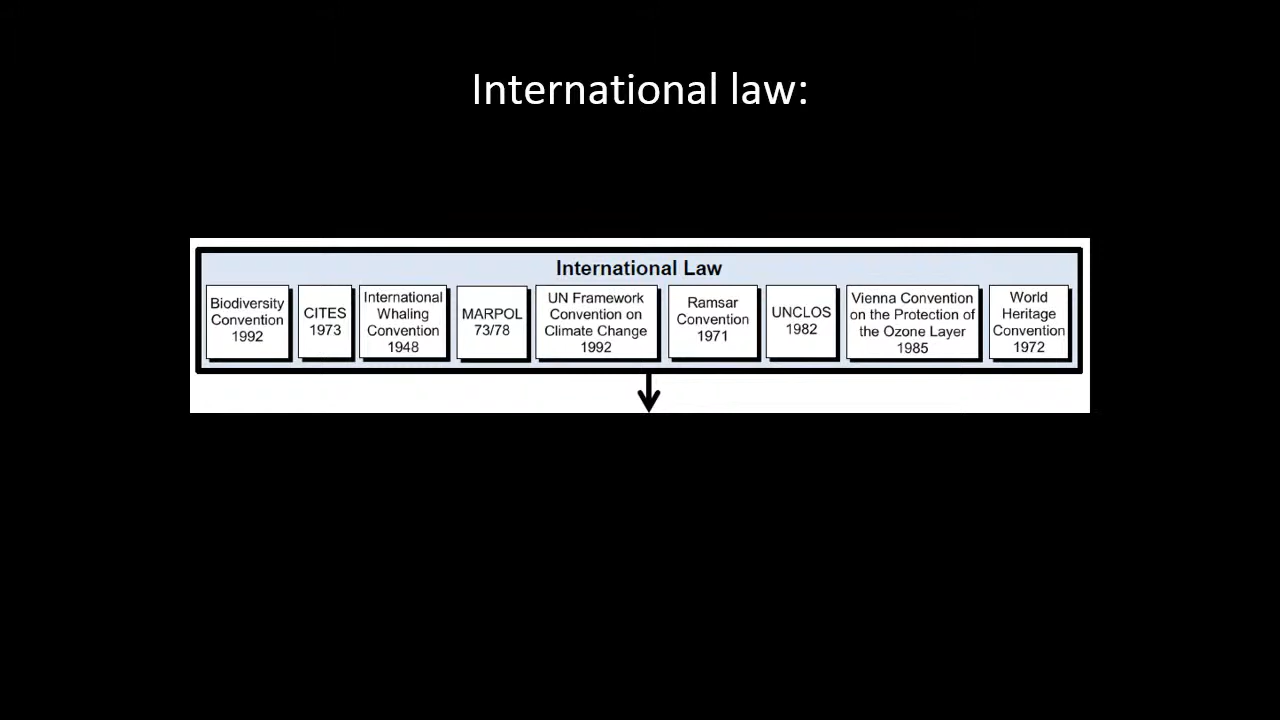 International law:
International Law
Biodiversity
Convention
1992
CITES
1973
International
Whaling
Convention
1948
MARPOL
73/78
UN Framework
Convention on
Climate Change
1992
Ramsar
Convention
1971
UNCLOS
1982
Vienna Convention
on the Protection of
the Ozone Layer
1985
World
Heritage
Convention
1972